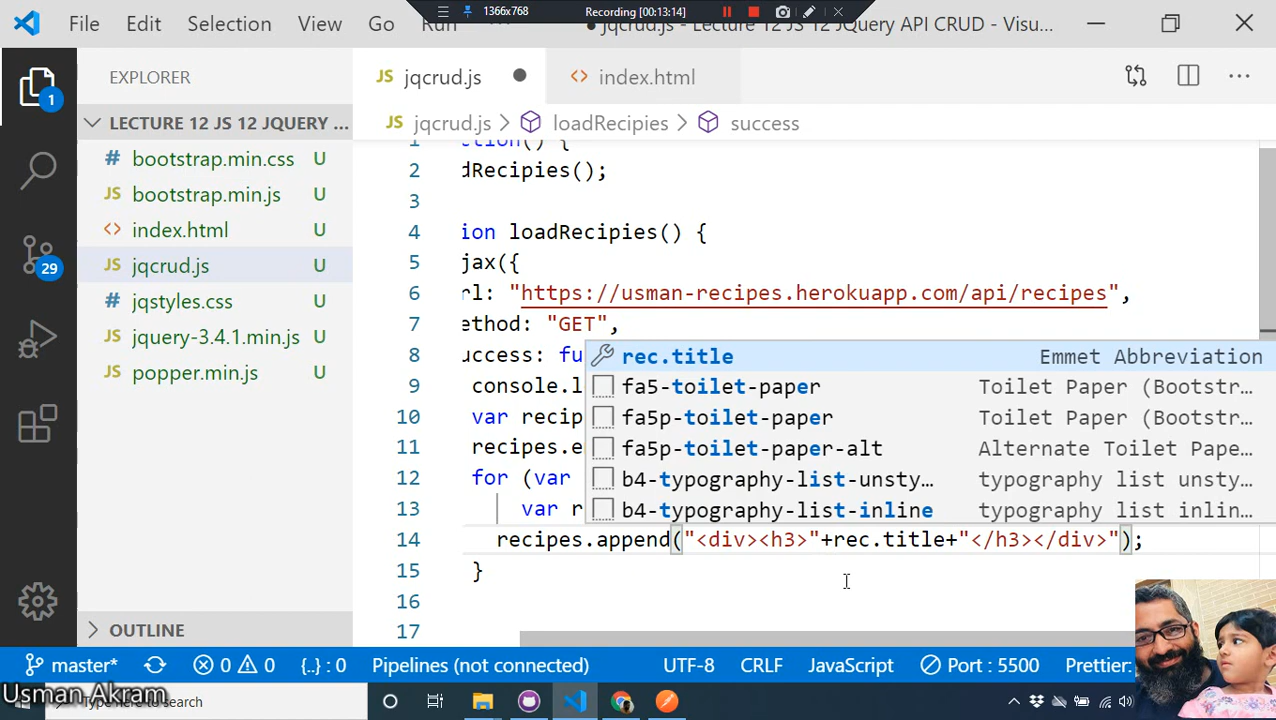 1366x768 Recording [00:13:14]
File Edit Selection View Go Run jqcrud.js - Lecture 12 JS 12 JQuery API CRUD - Visu...
EXPLORER
jqcrud.js index.html
LECTURE 12 JS 12 JQUERY ...
jqcrud.js > loadRecipies > success
bootstrap.min.css U
bootstrap.min.js U
index.html U
jqcrud.js U
jqstyles.css U
jquery-3.4.1.min.js U
popper.min.js U
OUTLINE
1
29
JS
1 ction() {
2 dRecipies();
3
4 ion loadRecipies() {
5 jax({
6 rl: "https://usman-recipes.herokuapp.com/api/recipes",
7 ethod: "GET",
8 uccess: fu
9 console.l
10 var recip
11 recipes.e
12 for (var
13 var r
14 recipes.append("<div><h3>"+rec.title+"</h3></div>");
15 }
16
17
rec.title Emmet Abbreviation
fa5-toilet-paper Toilet Paper (Bootstr...
fa5p-toilet-paper Toilet Paper (Bootstr...
fa5p-toilet-paper-alt Alternate Toilet Pape...
b4-typography-list-unsty... typography list unsty...
b4-typography-list-inline typography list inlin...
master* 0 0 {..} : 0 Pipelines (not connected) UTF-8 CRLF JavaScript Port : 5500 Prettier:
Usman Akram
Type here to search